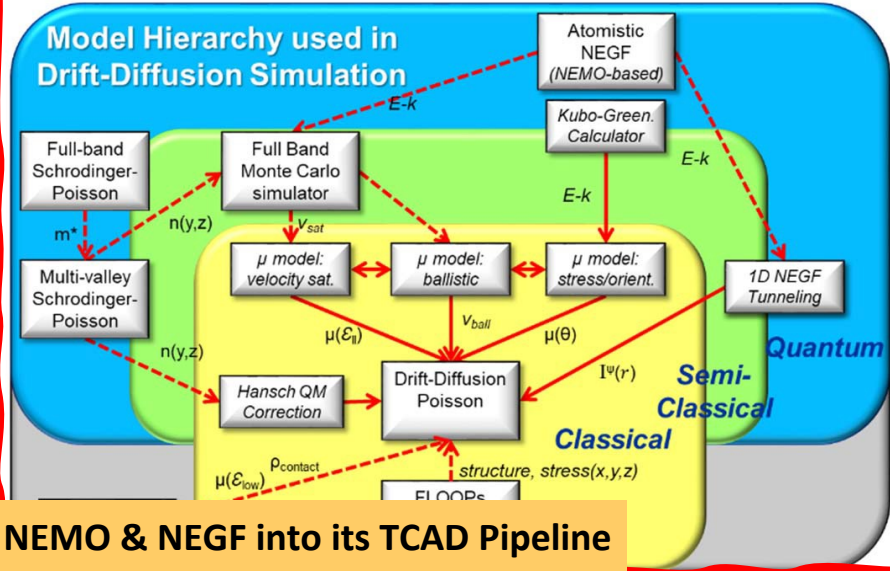 Model Hierarchy used in
Drift-Diffusion Simulation
Atomistic
NEGF
(NEMO-based)
E-k
Kubo-Green.
Calculator
Full-band
Schrodinger-
Poisson
Full Band
Monte Carlo
simulator
E-k
E-k
m*
n(y,z)
v_sat
μ model:
velocity sat.
μ model:
ballistic
μ model:
stress/orient.
Multi-valley
Schrodinger-
Poisson
1D NEGF
Tunneling
v_ball
μ(ℰ_||)
μ(θ)
n(y,z)
Quantum
Drift-Diffusion
Poisson
I^ψ(r)
Semi-
Classical
Hansch QM
Correction
Classical
ρ_contact
μ(ℰ_low)
structure, stress(x,y,z)
FLOOPs
NEMO & NEGF into its TCAD Pipeline